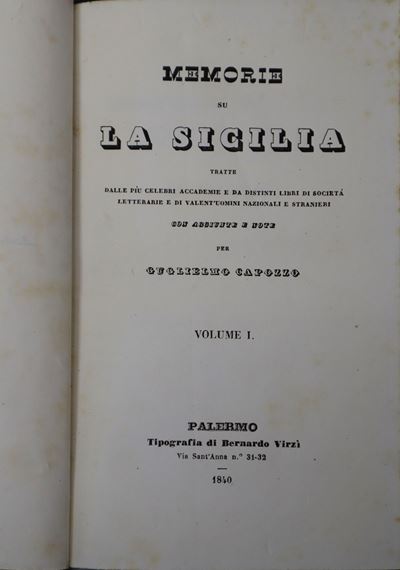 MEMORIE
SU
LA SICILIA
TRATTE
DALLE PIÙ CELEBRI ACCADEMIE E DA DISTINTI LIBRI DI SOCIETÁ
LETTERARIE E DI VALENT'UOMINI NAZIONALI E STRANIERI
CON AGGIUNTE E NOTE
PER
GUGLIELMO CAPOZZO
VOLUME I.
PALERMO
Tipografia di Bernardo Virzì
Via Sant'Anna n.º 31-32
1840